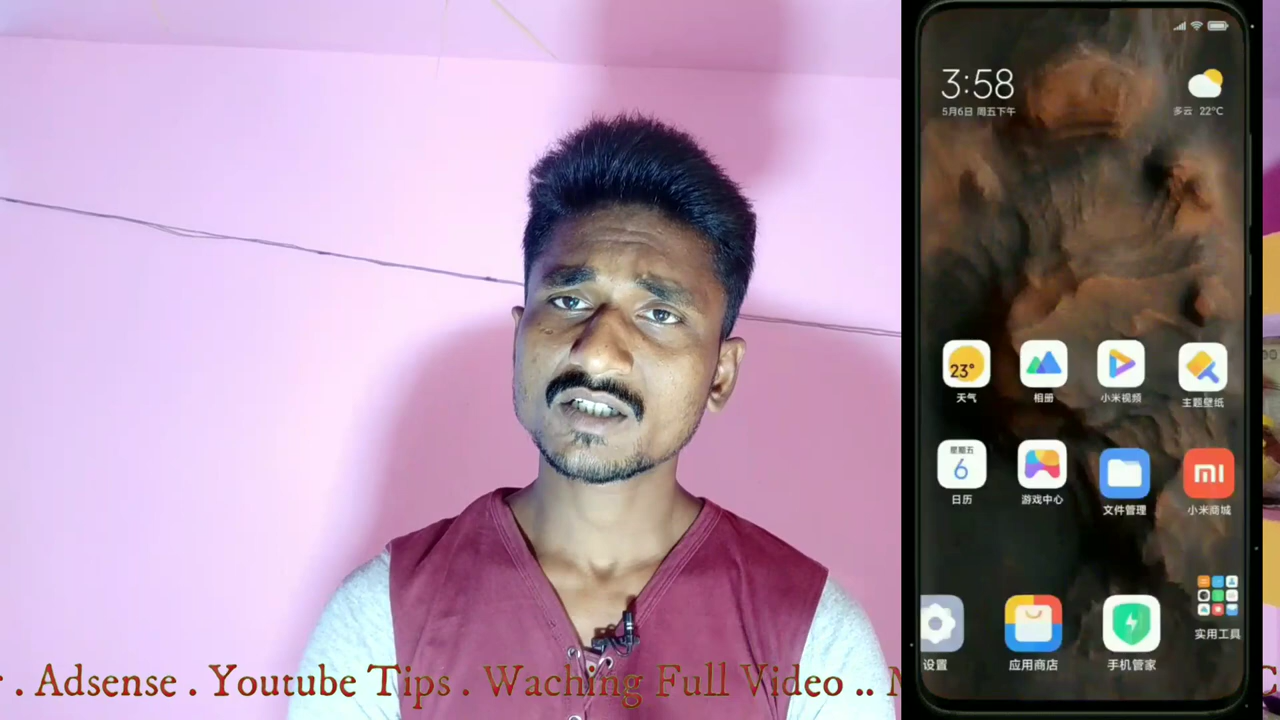 3:58
5月6日 周五下午
多云 22°C
23°
天气
相册
小米视频
主题壁纸
星期五
6
日历
游戏中心
文件管理
mi
小米商城
设置
应用商店
手机管家
实用工具
. Adsense . Youtube Tips . Waching Full Video ..